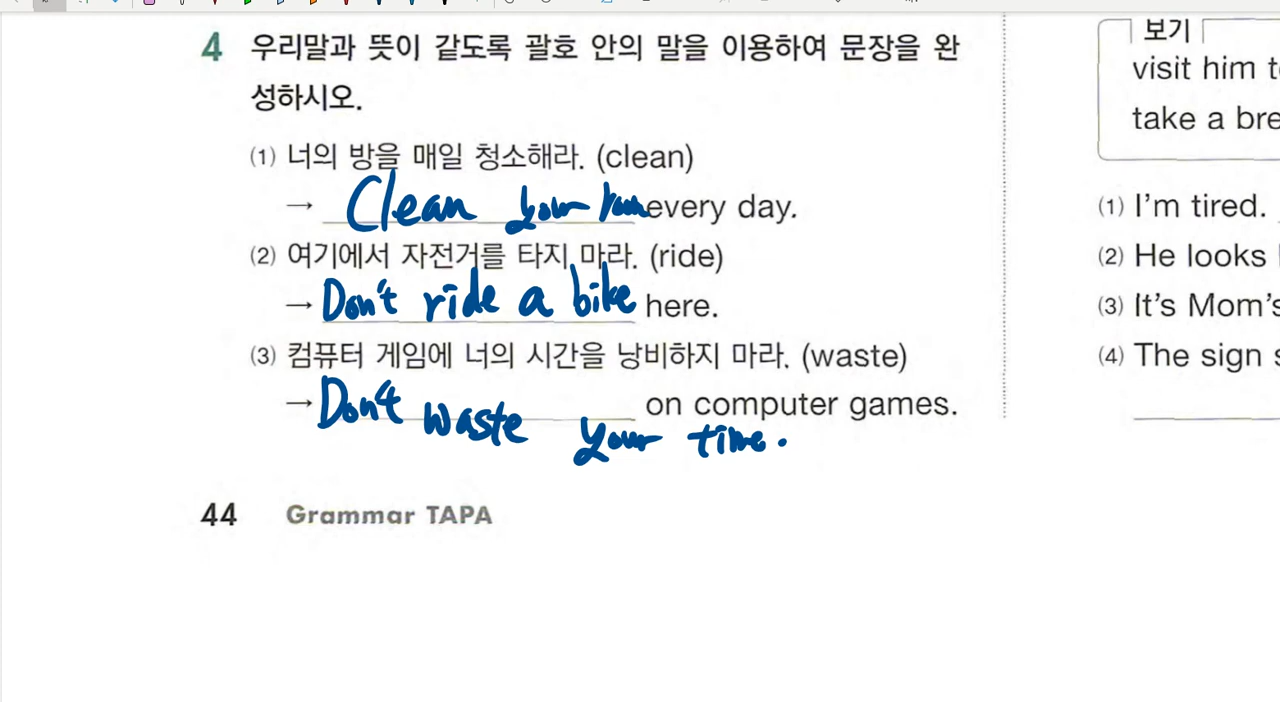 4 우리말과 뜻이 같도록 괄호 안의 말을 이용하여 문장을 완
성하시오.
(1) 너의 방을 매일 청소해라. (clean)
→ Clean your room every day.
(2) 여기에서 자전거를 타지 마라. (ride)
→ Don't ride a bike here.
(3) 컴퓨터 게임에 너의 시간을 낭비하지 마라. (waste)
→ Don't waste your time. on computer games.
44 Grammar TAPA
보기
visit him
take a
(1) I'm tired.
(2) He looks
(3) It's Mom's
(4) The sign